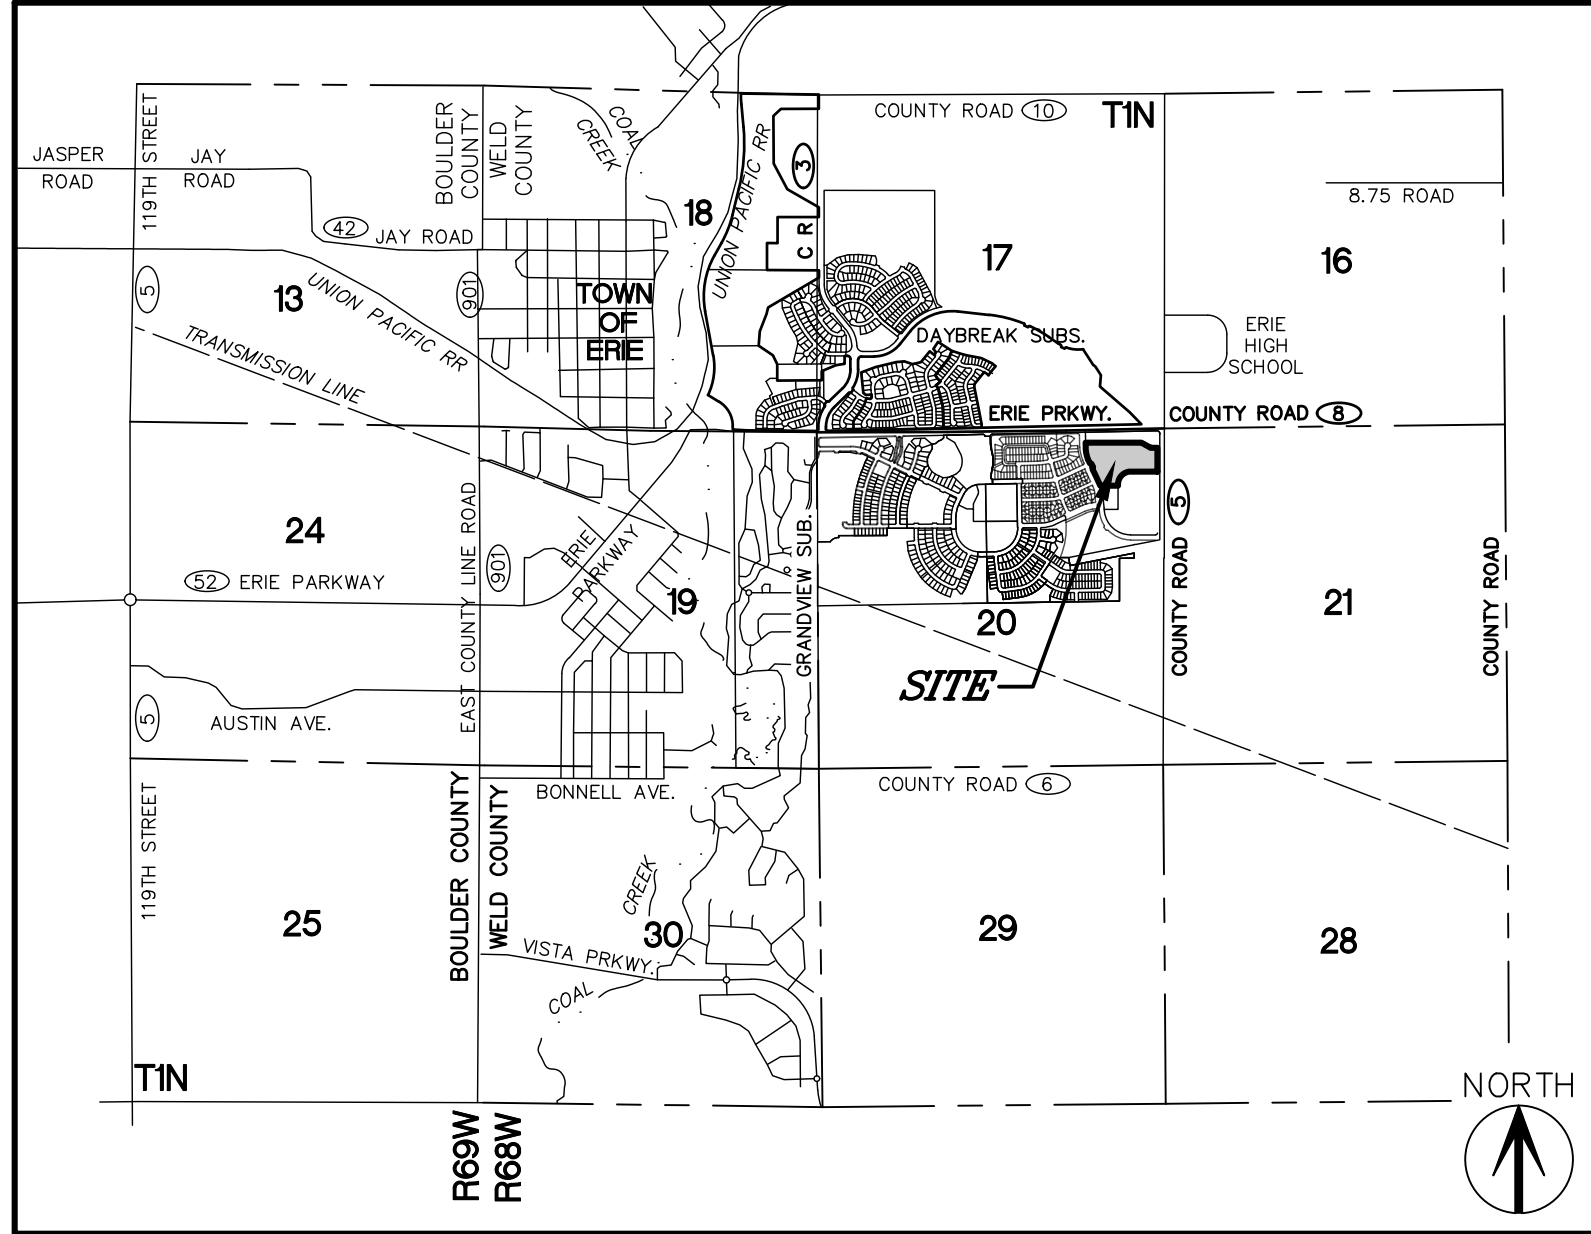 COUNTY ROAD 10
T1N
JASPER
ROAD
119TH STREET
JAY
ROAD
BOULDER
COUNTY
WELD
COUNTY
COAL
CREEK
UNION PACIFIC RR
3
C R
8.75 ROAD
42 JAY ROAD
18
17
16
5
13
UNION PACIFIC RR
901
TOWN
OF
ERIE
TRANSMISSION LINE
DAYBREAK SUBS.
ERIE
HIGH
SCHOOL
ERIE PRKWY.
COUNTY ROAD 8
24
EAST COUNTY LINE ROAD
901
ERIE
PARKWAY
52 ERIE PARKWAY
19
GRANDVIEW SUB.
20
5
COUNTY ROAD
21
COUNTY ROAD
SITE
5
AUSTIN AVE.
BONNELL AVE.
COUNTY ROAD 6
119TH STREET
BOULDER COUNTY
WELD COUNTY
25
CREEK
30
29
28
VISTA PRKWY.
COAL
T1N
R69W
R68W
NORTH